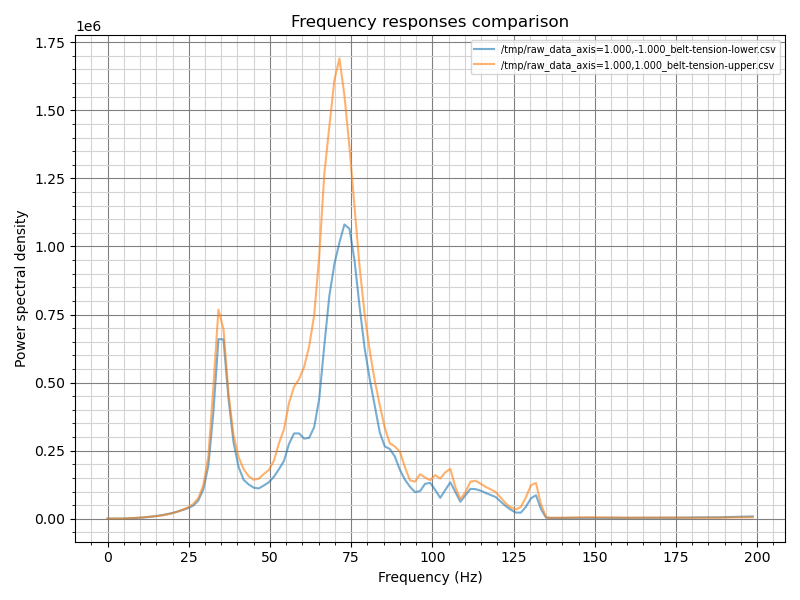 Frequency responses comparison
1e6
/tmp/raw_data_axis=1.000,-1.000_belt-tension-lower.csv
/tmp/raw_data_axis=1.000,1.000_belt-tension-upper.csv
Power spectral density
1.75
1.50
1.25
1.00
0.75
0.50
0.25
0.00
0 25 50 75 100 125 150 175 200
Frequency (Hz)